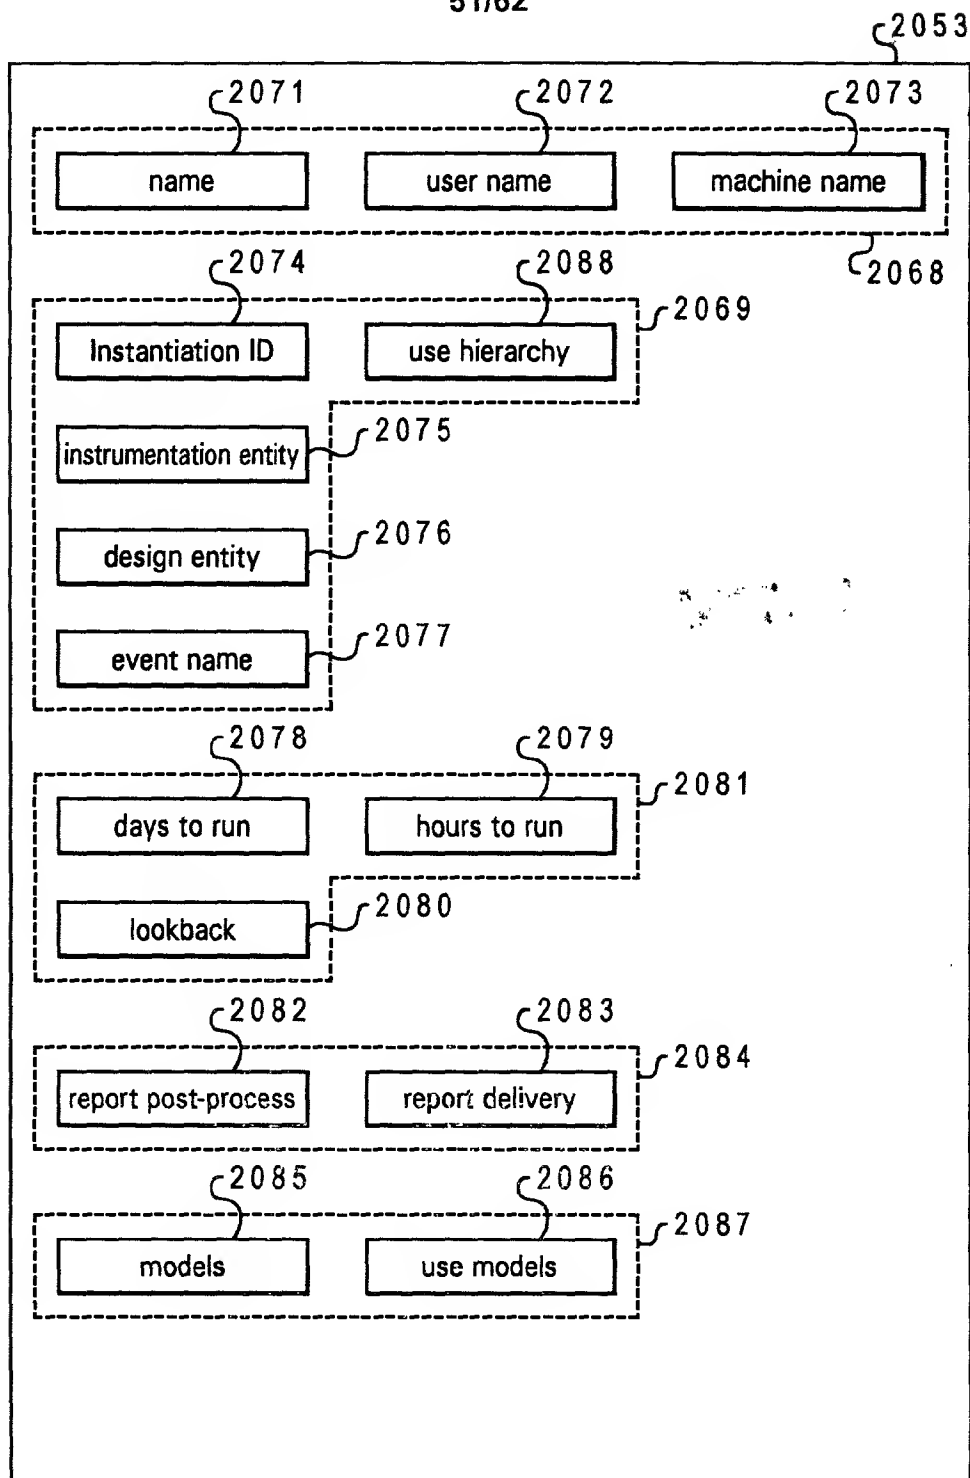 51/62
2053
2071 2072 2073
name user name machine name
2068
2074 2088
2069
Instantiation ID use hierarchy
2075
instrumentation entity
2076
design entity
2077
event name
2078 2079
2081
days to run hours to run
2080
lookback
2082 2083
2084
report post-process report delivery
2085 2086
2087
models use models